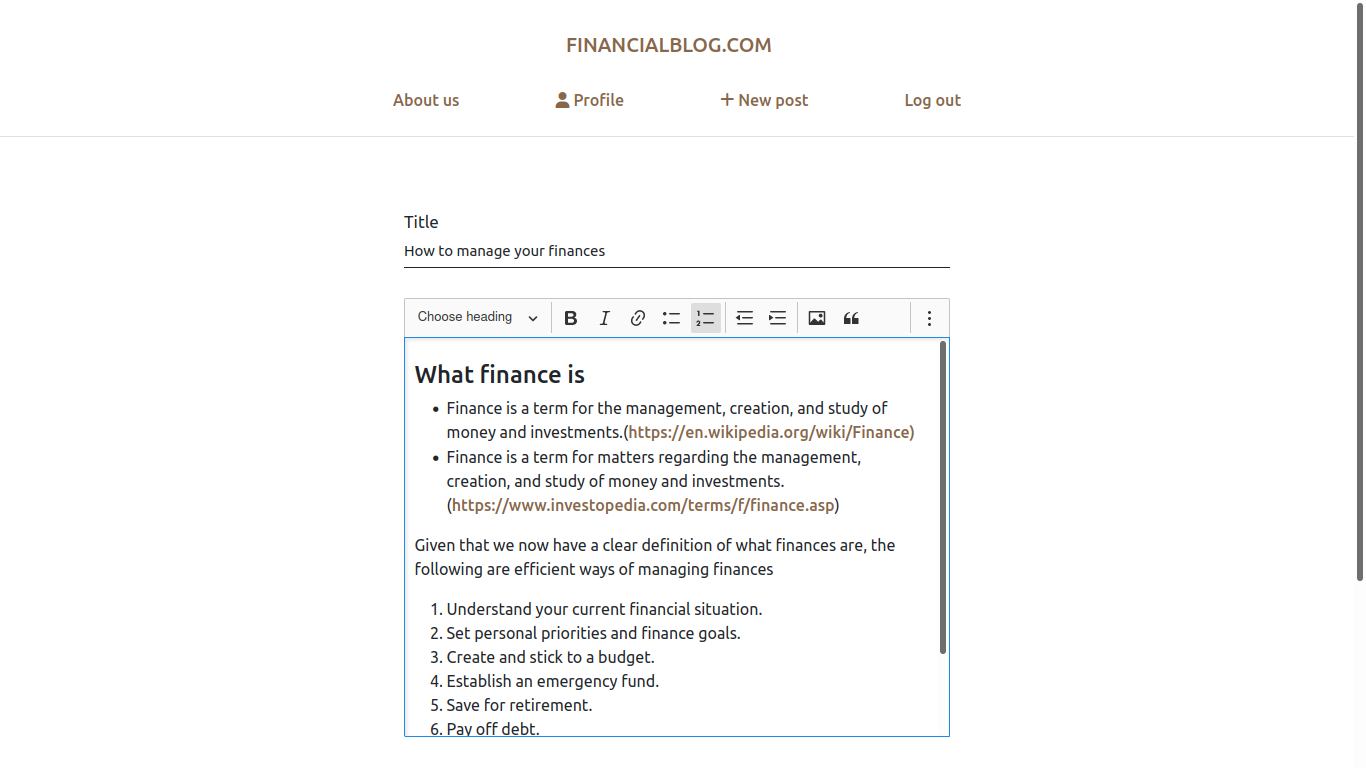 FINANCIALBLOG.COM
About us
Profile
New post
Log out
Title
How to manage your finances
Choose heading
What finance is
• Finance is a term for the management, creation, and study of
money and investments.(https://en.wikipedia.org/wiki/Finance)
• Finance is a term for matters regarding the management,
creation, and study of money and investments.
(https://www.investopedia.com/terms/f/finance.asp)
Given that we now have a clear definition of what finances are, the
following are efficient ways of managing finances
1. Understand your current financial situation.
2. Set personal priorities and finance goals.
3. Create and stick to a budget.
4. Establish an emergency fund.
5. Save for retirement.
6. Pay off debt.